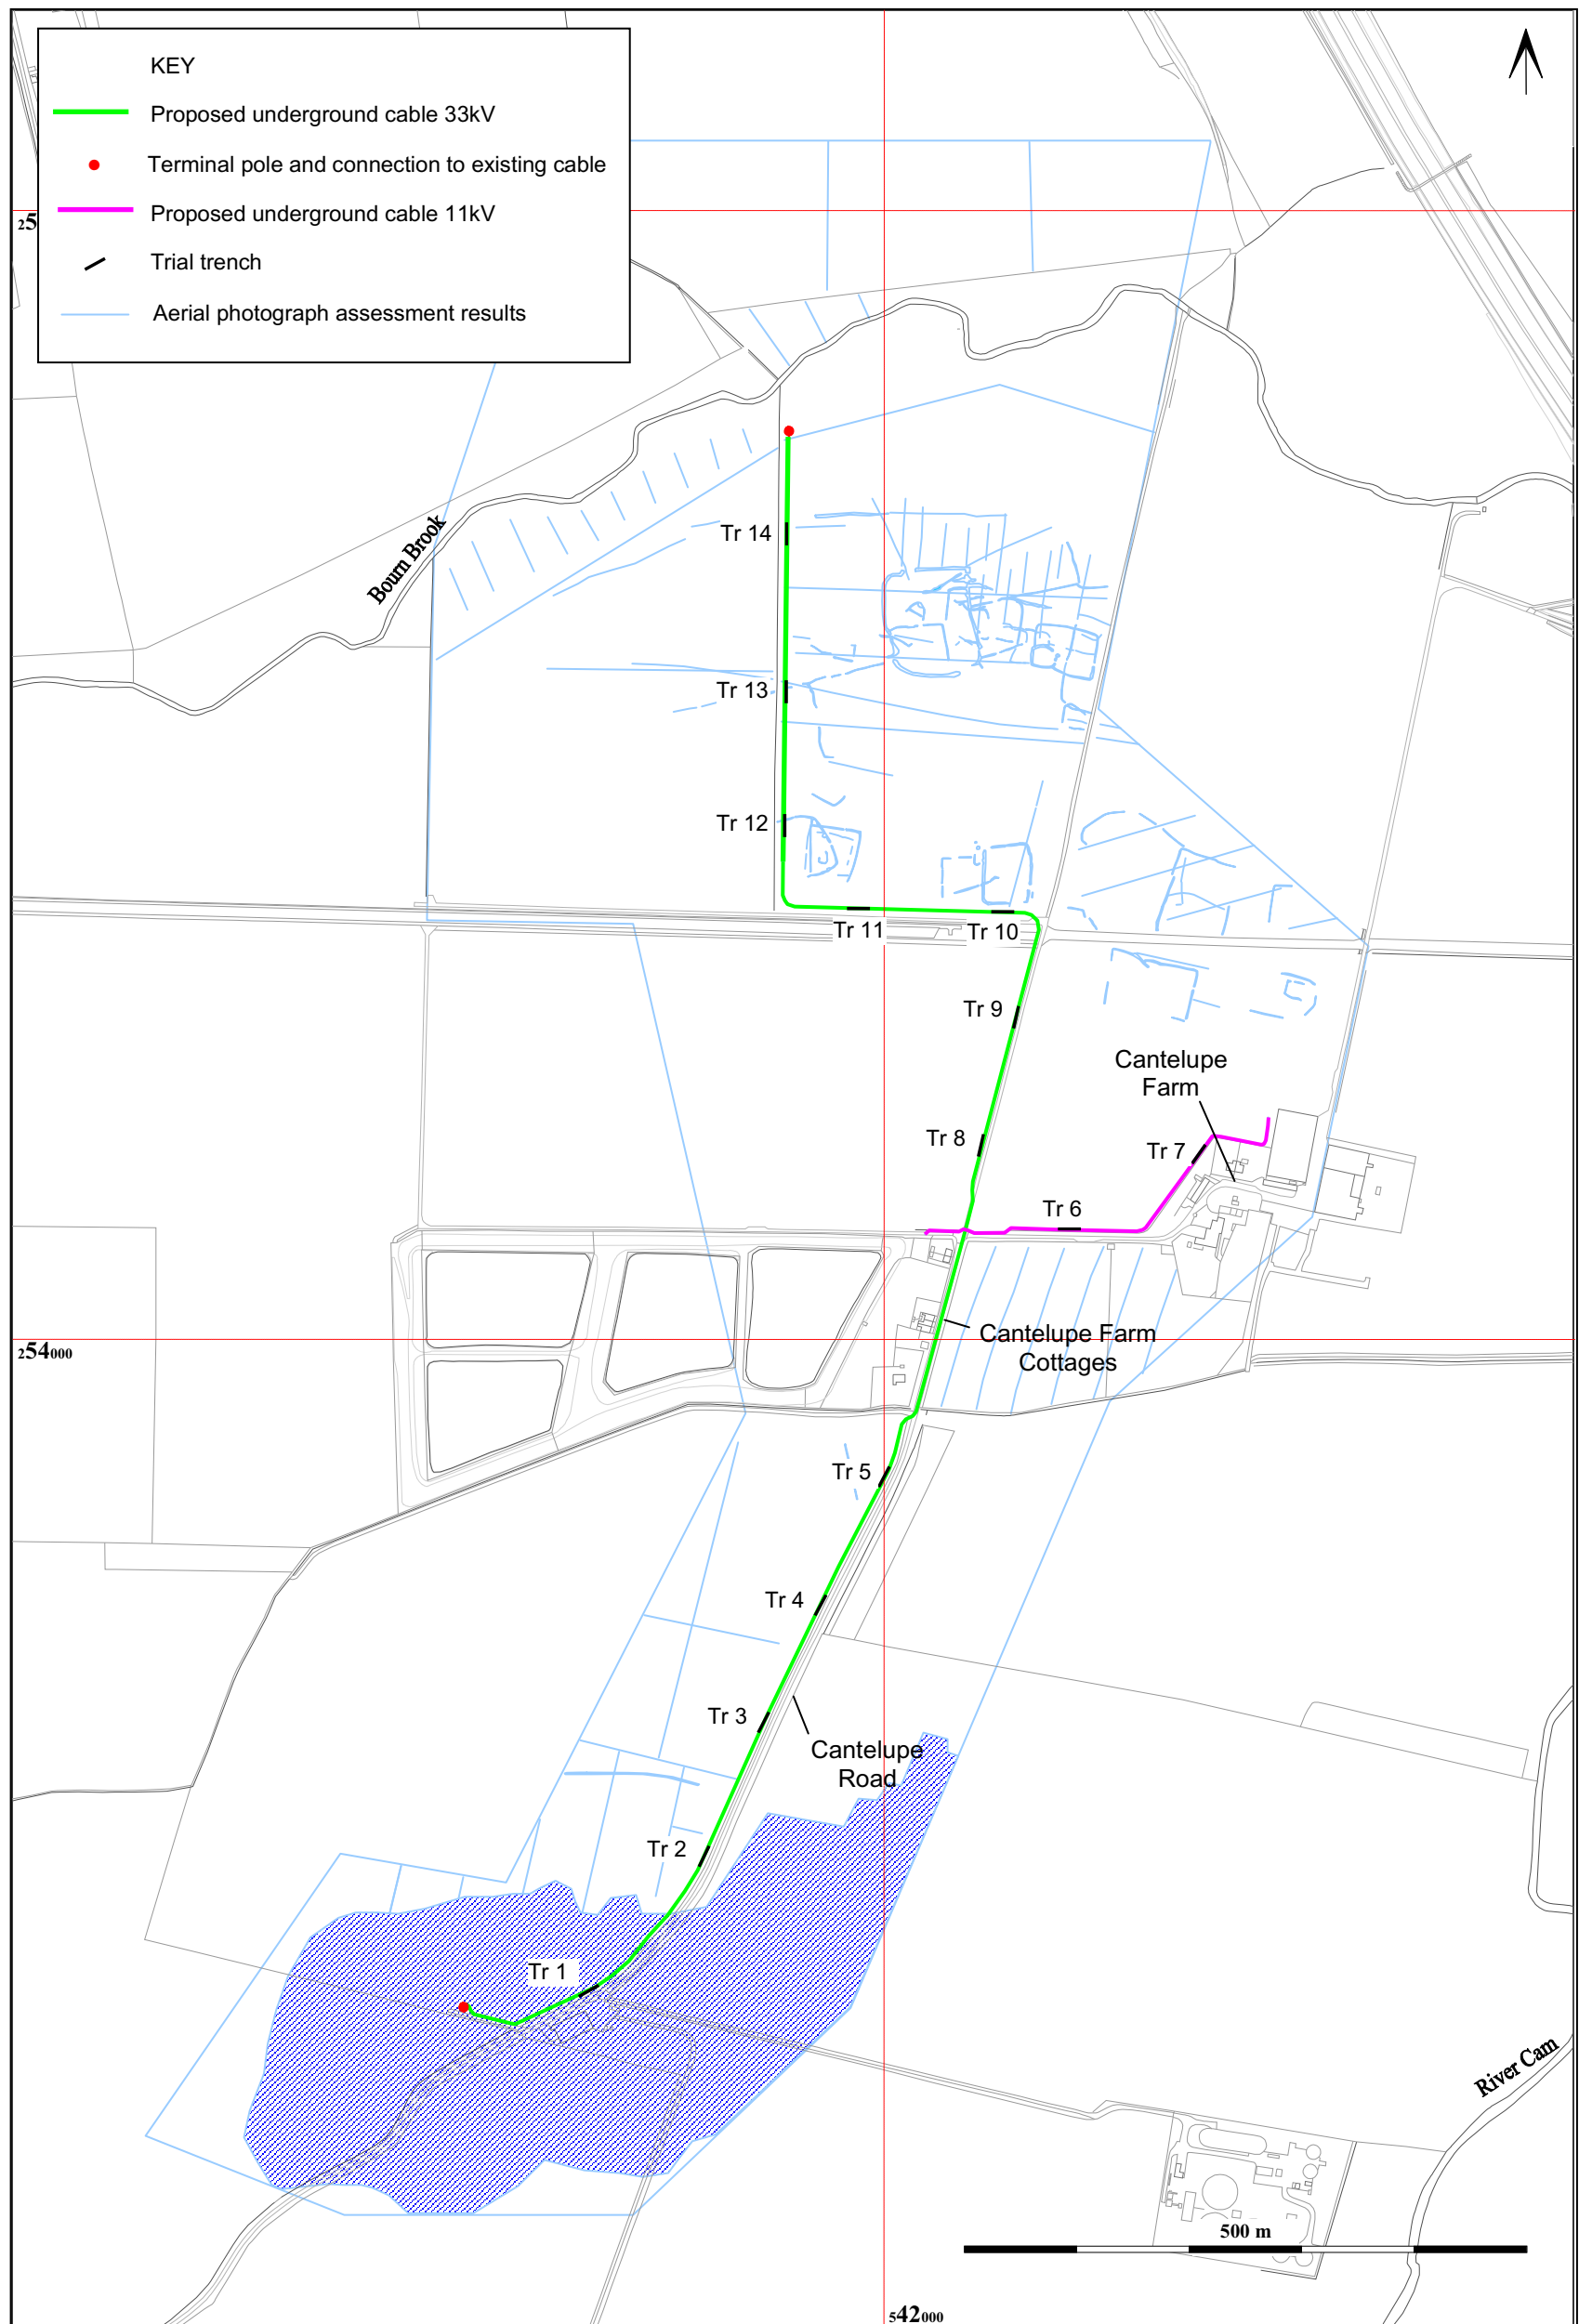 KEY
Proposed underground cable 33kV
Terminal pole and connection to existing cable
Proposed underground cable 11kV
Trial trench
Aerial photograph assessment results
25
Bourn Brook
Tr 14
Tr 13
Tr 12
Tr 11
Tr 10
Tr 9
Cantelupe
Farm
Tr 8
Tr 7
Tr 6
Cantelupe Farm
Cottages
254000
Tr 5
Tr 4
Tr 3
Cantelupe
Road
Tr 2
Tr 1
River Cam
500 m
542000